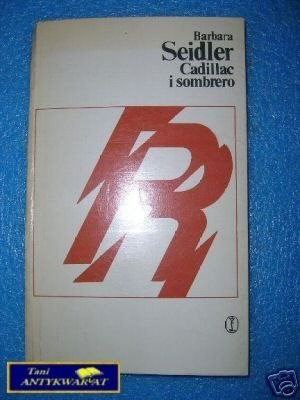 Barbara
Seidler
Cadillac
i sombrero
R
Tani
ANTYKWARIAT